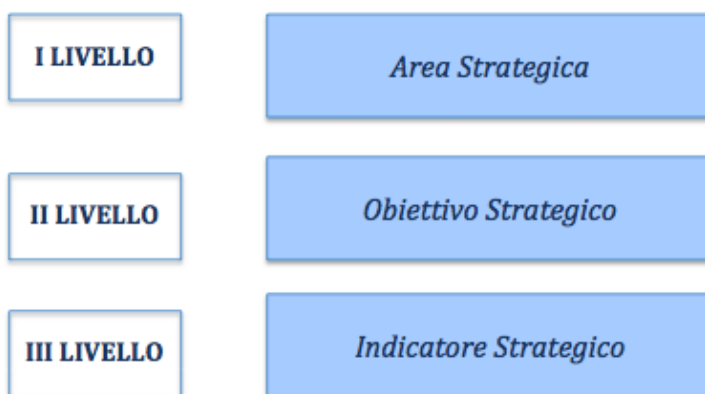 I LIVELLO
Area Strategica
II LIVELLO
Obiettivo Strategico
III LIVELLO
Indicatore Strategico